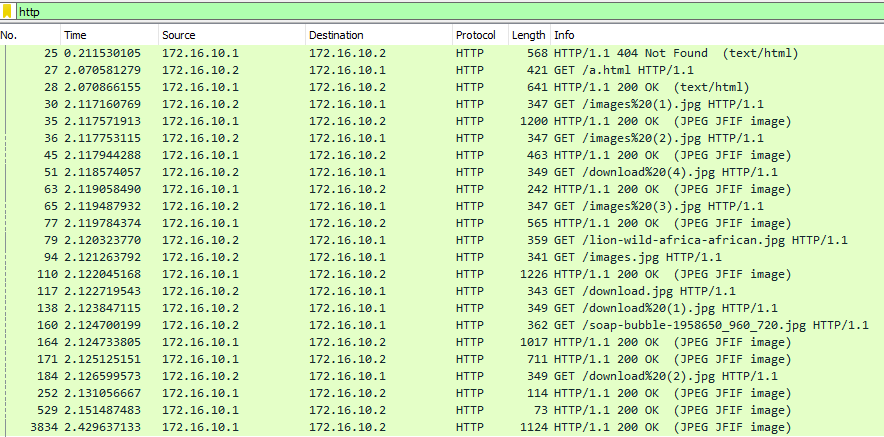 http
No. Time Source Destination Protocol Length Info
25 0.211530105 172.16.10.1 172.16.10.2 HTTP 568 HTTP/1.1 404 Not Found (text/html)
27 2.070581279 172.16.10.2 172.16.10.1 HTTP 421 GET /a.html HTTP/1.1
28 2.070866155 172.16.10.1 172.16.10.2 HTTP 641 HTTP/1.1 200 OK (text/html)
30 2.117160769 172.16.10.2 172.16.10.1 HTTP 347 GET /images%20(1).jpg HTTP/1.1
35 2.117571913 172.16.10.1 172.16.10.2 HTTP 1200 HTTP/1.1 200 OK (JPEG JFIF image)
36 2.117753115 172.16.10.2 172.16.10.1 HTTP 347 GET /images%20(2).jpg HTTP/1.1
45 2.117944288 172.16.10.1 172.16.10.2 HTTP 463 HTTP/1.1 200 OK (JPEG JFIF image)
51 2.118574057 172.16.10.2 172.16.10.1 HTTP 349 GET /download%20(4).jpg HTTP/1.1
63 2.119058490 172.16.10.1 172.16.10.2 HTTP 242 HTTP/1.1 200 OK (JPEG JFIF image)
65 2.119487932 172.16.10.2 172.16.10.1 HTTP 347 GET /images%20(3).jpg HTTP/1.1
77 2.119784374 172.16.10.1 172.16.10.2 HTTP 565 HTTP/1.1 200 OK (JPEG JFIF image)
79 2.120323770 172.16.10.2 172.16.10.1 HTTP 359 GET /lion-wild-africa-african.jpg HTTP/1.1
94 2.121263792 172.16.10.2 172.16.10.1 HTTP 341 GET /images.jpg HTTP/1.1
110 2.122045168 172.16.10.1 172.16.10.2 HTTP 1226 HTTP/1.1 200 OK (JPEG JFIF image)
117 2.122719543 172.16.10.2 172.16.10.1 HTTP 343 GET /download.jpg HTTP/1.1
138 2.123847115 172.16.10.2 172.16.10.1 HTTP 349 GET /download%20(1).jpg HTTP/1.1
160 2.124700199 172.16.10.2 172.16.10.1 HTTP 362 GET /soap-bubble-1958650_960_720.jpg HTTP/1.1
164 2.124733805 172.16.10.1 172.16.10.2 HTTP 1017 HTTP/1.1 200 OK (JPEG JFIF image)
171 2.125125151 172.16.10.1 172.16.10.2 HTTP 711 HTTP/1.1 200 OK (JPEG JFIF image)
184 2.126599573 172.16.10.2 172.16.10.1 HTTP 349 GET /download%20(2).jpg HTTP/1.1
252 2.131056667 172.16.10.1 172.16.10.2 HTTP 114 HTTP/1.1 200 OK (JPEG JFIF image)
529 2.151487483 172.16.10.1 172.16.10.2 HTTP 73 HTTP/1.1 200 OK (JPEG JFIF image)
3834 2.429637133 172.16.10.1 172.16.10.2 HTTP 1124 HTTP/1.1 200 OK (JPEG JFIF image)